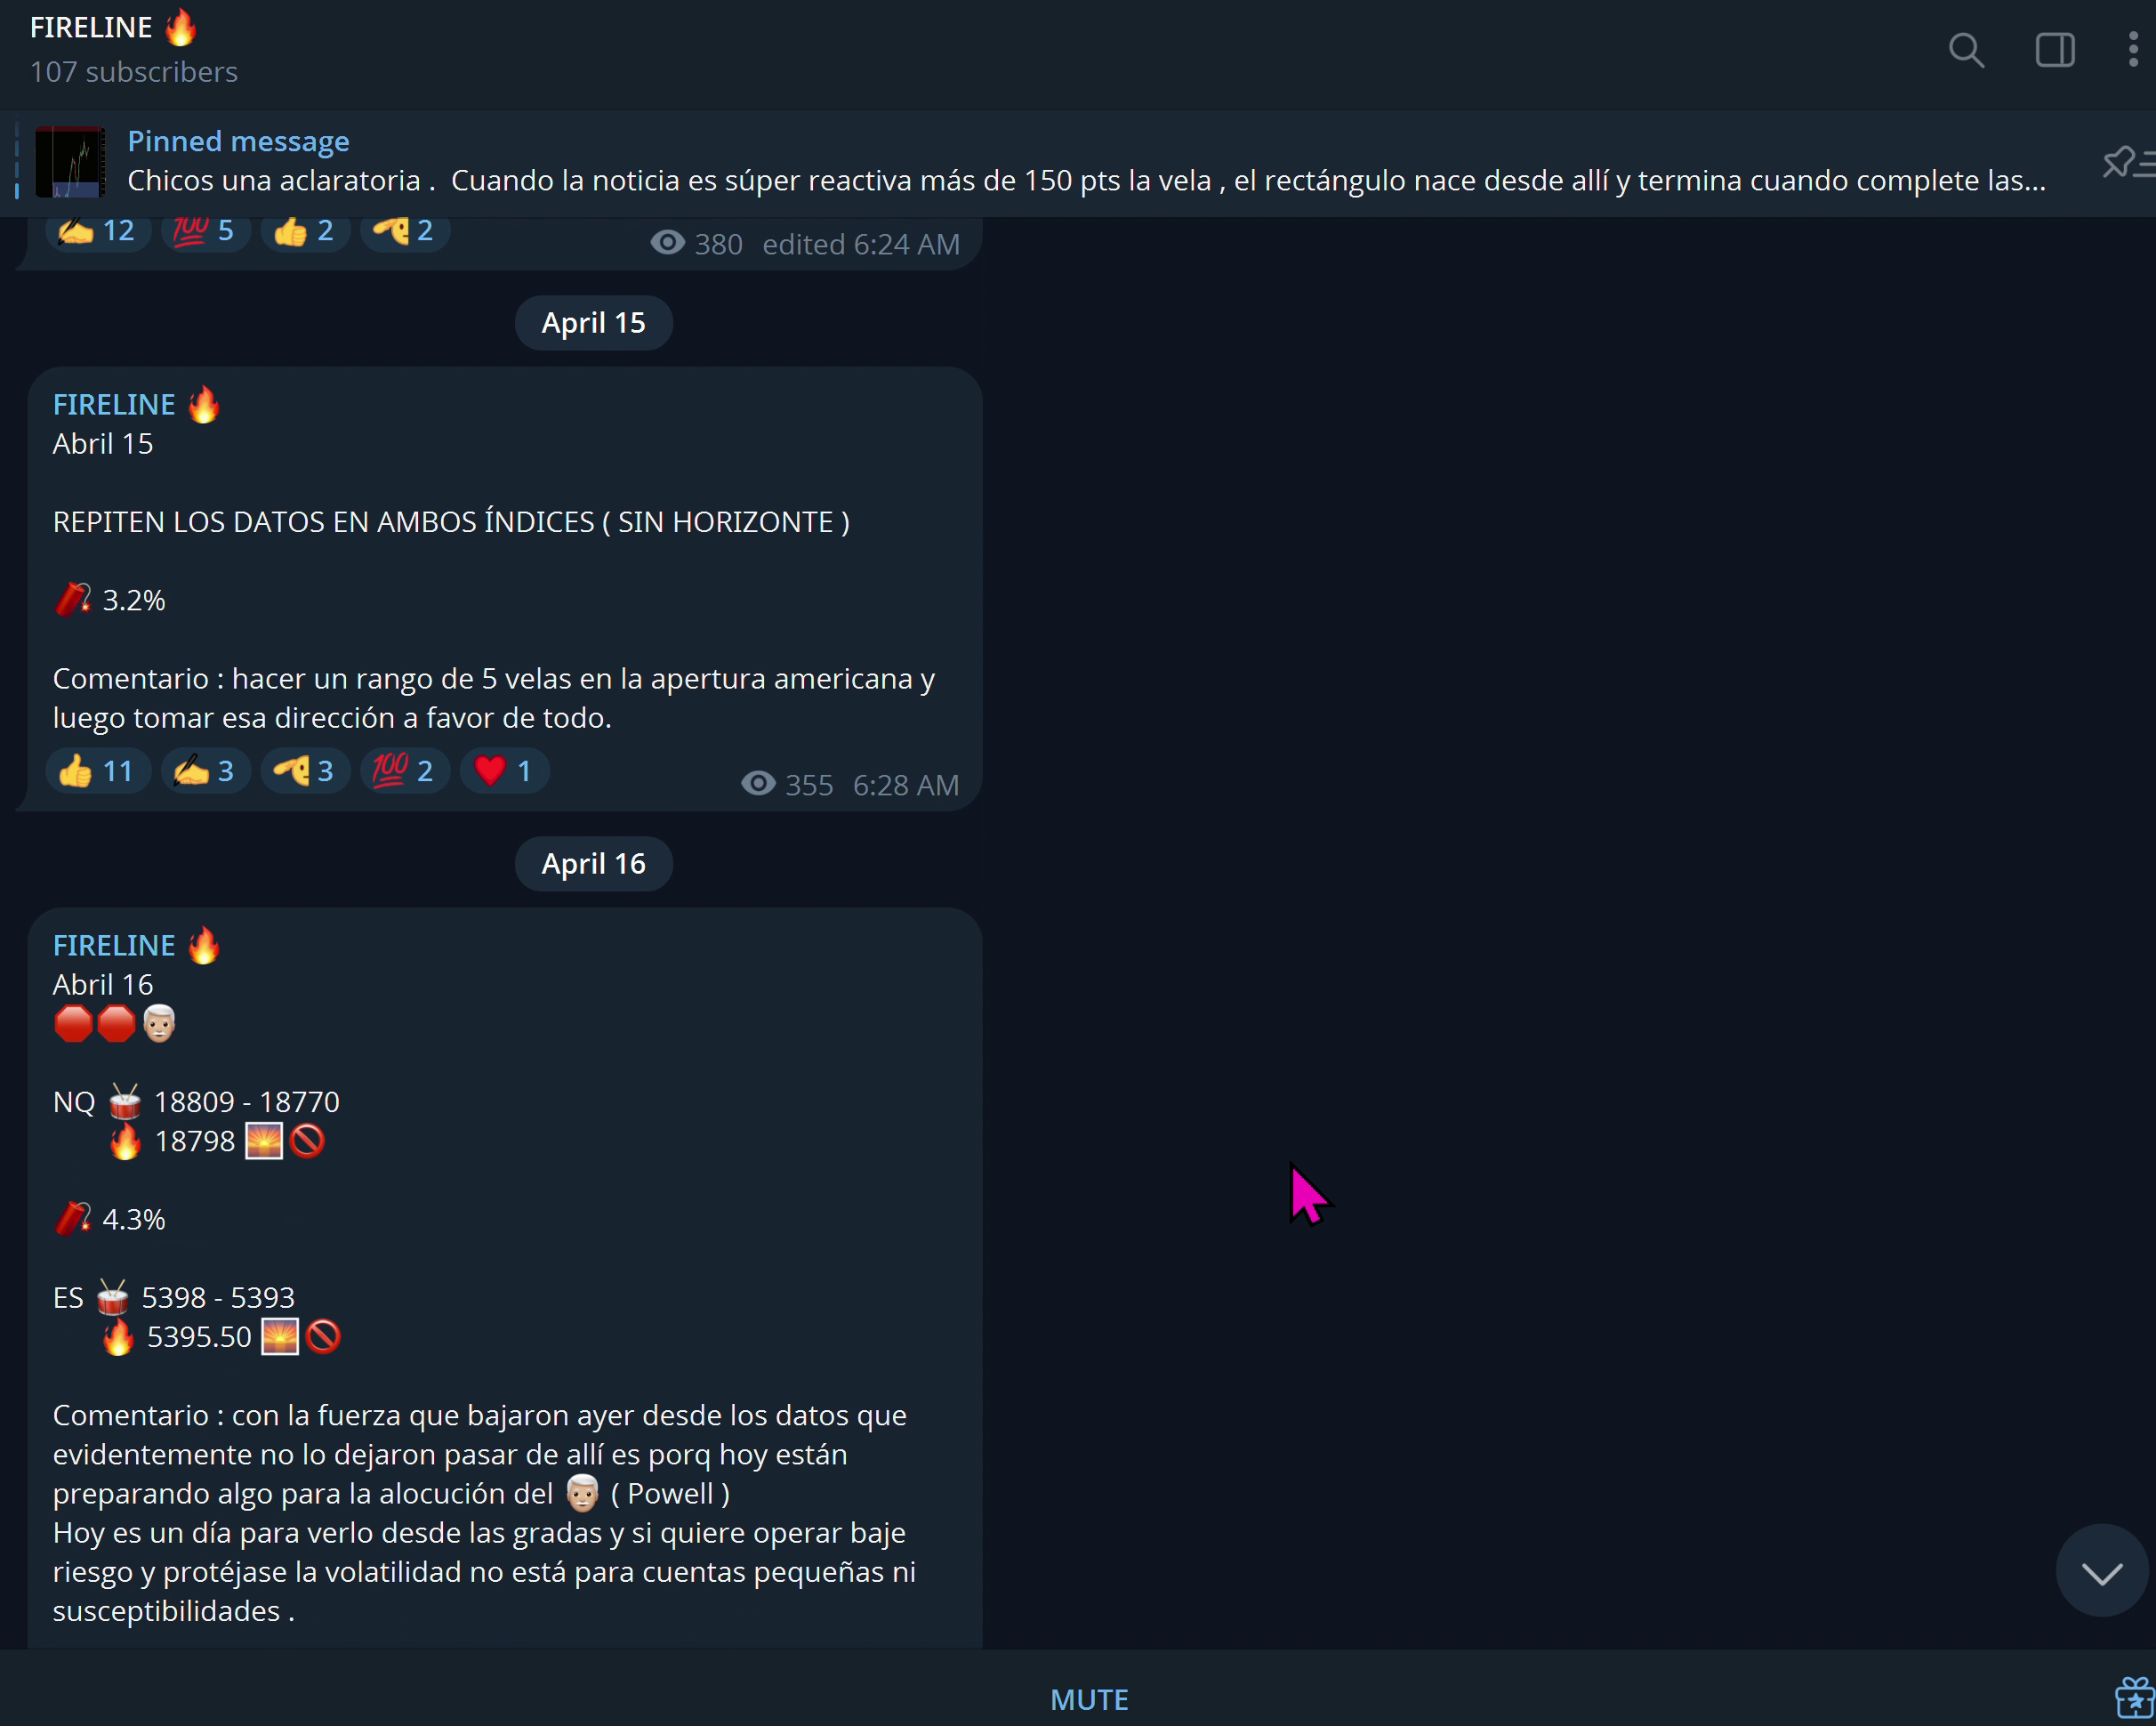 FIRELINE 🔥
107 subscribers
Pinned message
Chicos una aclaratoria .  Cuando la noticia es súper reactiva más de 150 pts la vela , el rectángulo nace desde allí y termina cuando complete las...
✍️ 12 💯 5 👍 2 🫳 2 380 edited 6:24 AM
April 15
FIRELINE 🔥
Abril 15
REPITEN LOS DATOS EN AMBOS ÍNDICES ( SIN HORIZONTE )
🧨 3.2%
Comentario : hacer un rango de 5 velas en la apertura americana y
luego tomar esa dirección a favor de todo.
👍 11 ✍️ 3 🫳 3 💯 2 ❤️ 1 355 6:28 AM
April 16
FIRELINE 🔥
Abril 16
🛑🛑👨🏼‍🦳
NQ 🥁 18809 - 18770
🔥 18798 🌅🚫
🧨 4.3%
ES 🥁 5398 - 5393
🔥 5395.50 🌅🚫
Comentario : con la fuerza que bajaron ayer desde los datos que
evidentemente no lo dejaron pasar de allí es porq hoy están
preparando algo para la alocución del 👨🏼‍🦳 ( Powell )
Hoy es un día para verlo desde las gradas y si quiere operar baje
riesgo y protéjase la volatilidad no está para cuentas pequeñas ni
susceptibilidades .
MUTE